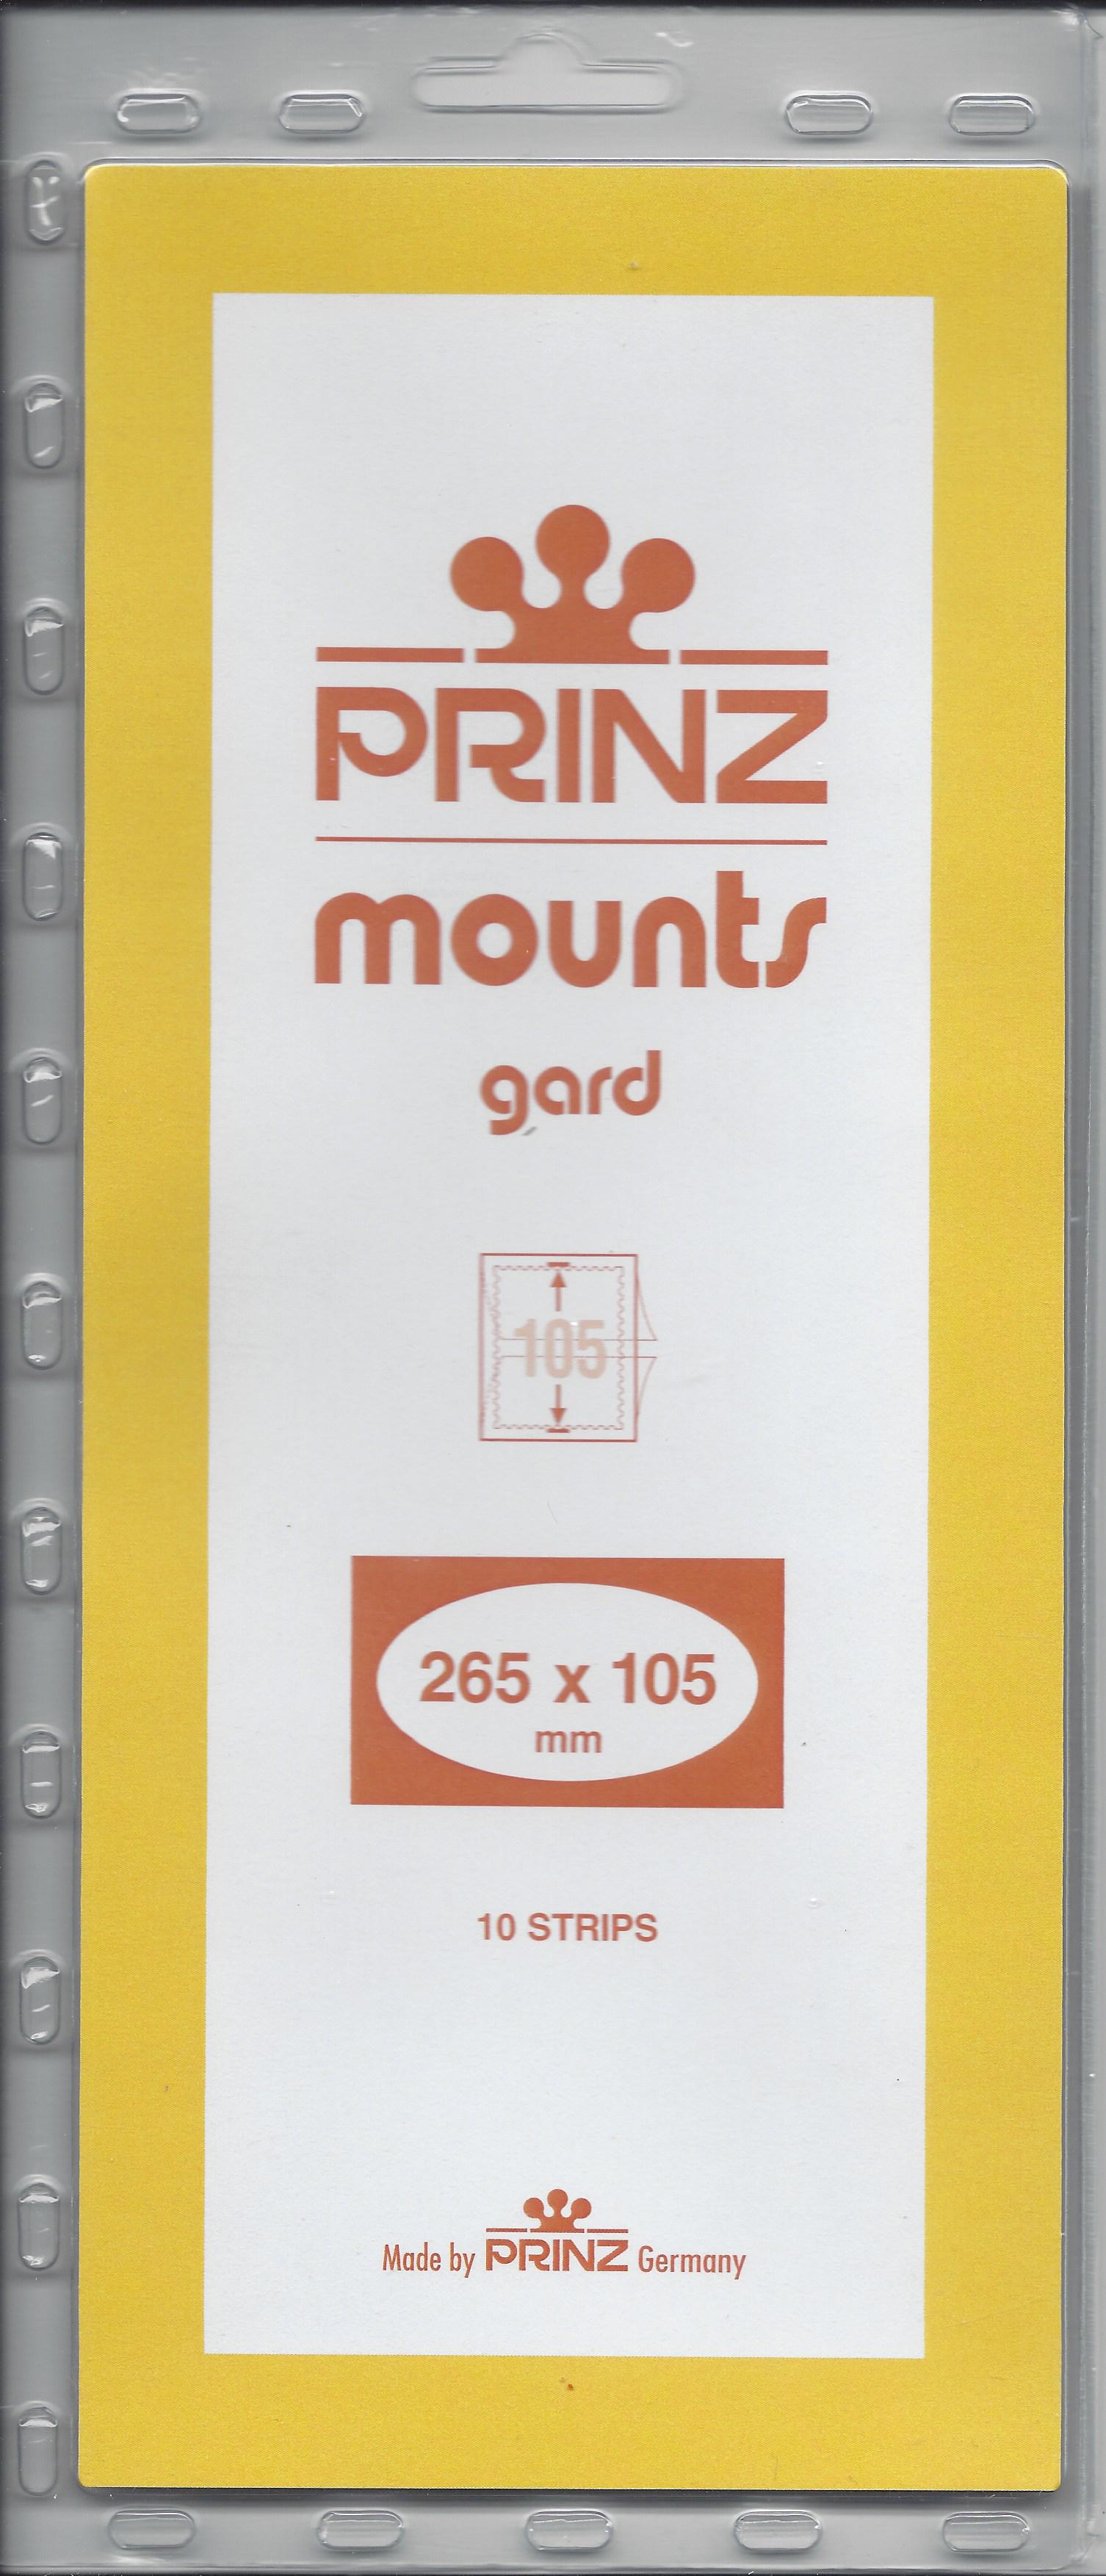 PRINZ
mounts
gard
105
265 x 105
mm
10 STRIPS
Made by PRINZ Germany